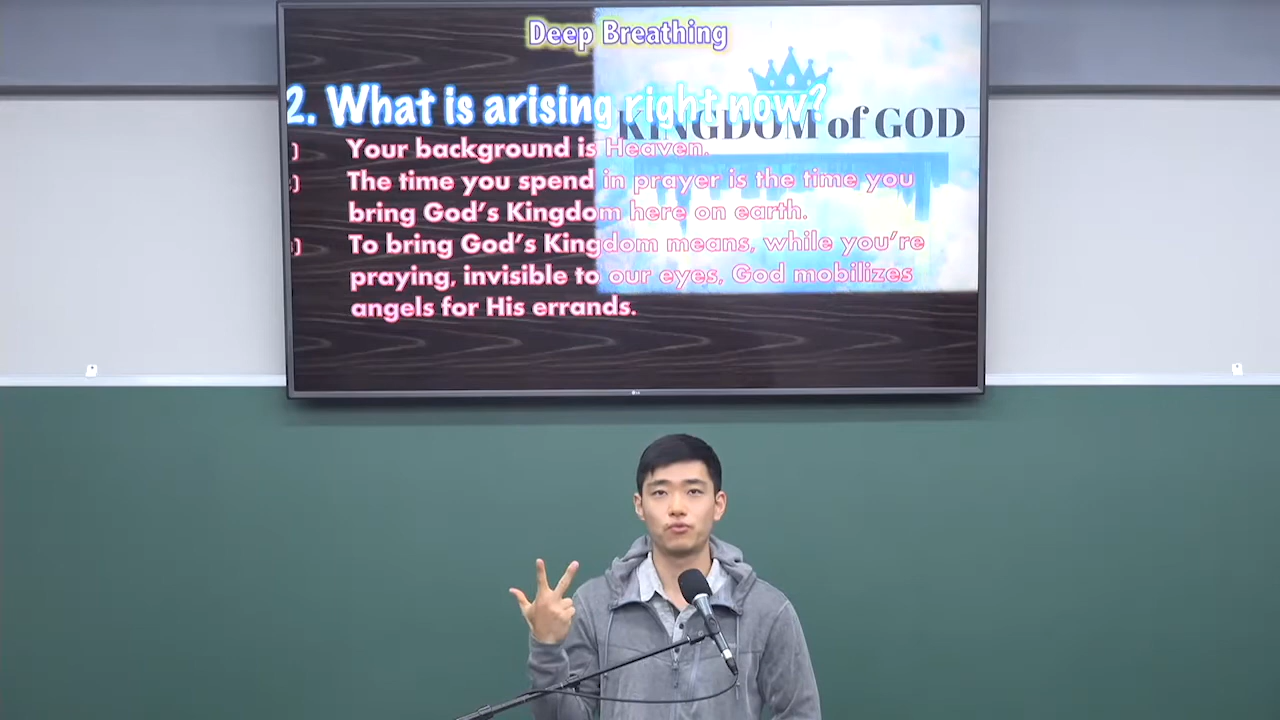 Deep Breathing
2. What is arising right now?
KINGDOM of GOD
) Your background is Heaven.
) The time you spend in prayer is the time you
bring God's Kingdom here on earth.
) To bring God's Kingdom means, while you're
praying, invisible to our eyes, God mobilizes
angels for His errands.
LG